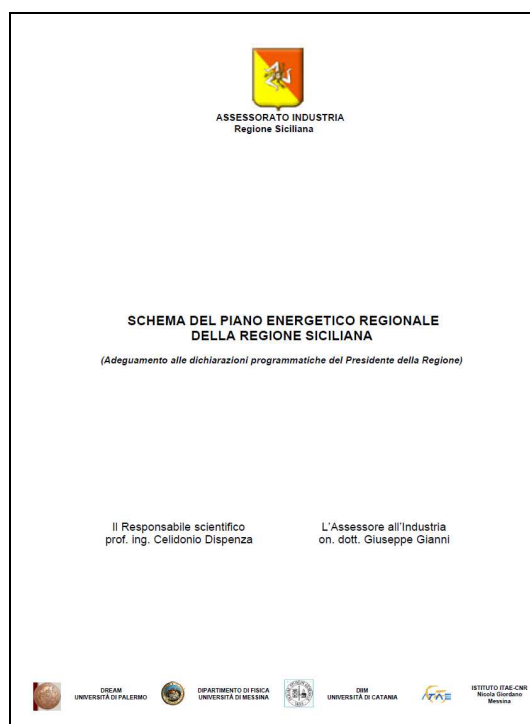 ASSESSORATO INDUSTRIA
Regione Siciliana
SCHEMA DEL PIANO ENERGETICO REGIONALE
DELLA REGIONE SICILIANA
(Adeguamento alle dichiarazioni programmatiche del Presidente della Regione)
Il Responsabile scientifico
prof. ing. Celidonio Dispenza
L'Assessore all'Industria
on. dott. Giuseppe Gianni
DREAM
UNIVERSITÀ DI PALERMO
DIPARTIMENTO DI FISICA
UNIVERSITÀ DI MESSINA
DIIM
UNIVERSITÀ DI CATANIA
ITAE
ISTITUTO ITAE-CNR
Nicola Giordano
Messina